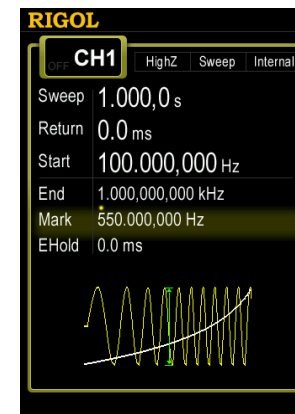 RIGOL
OFF CH1 HighZ Sweep Internal
Sweep 1.000,0 s
Return 0.0 ms
Start 100.000,000 Hz
End 1.000,000,000 kHz
Mark 550.000,000 Hz
EHold 0.0 ms